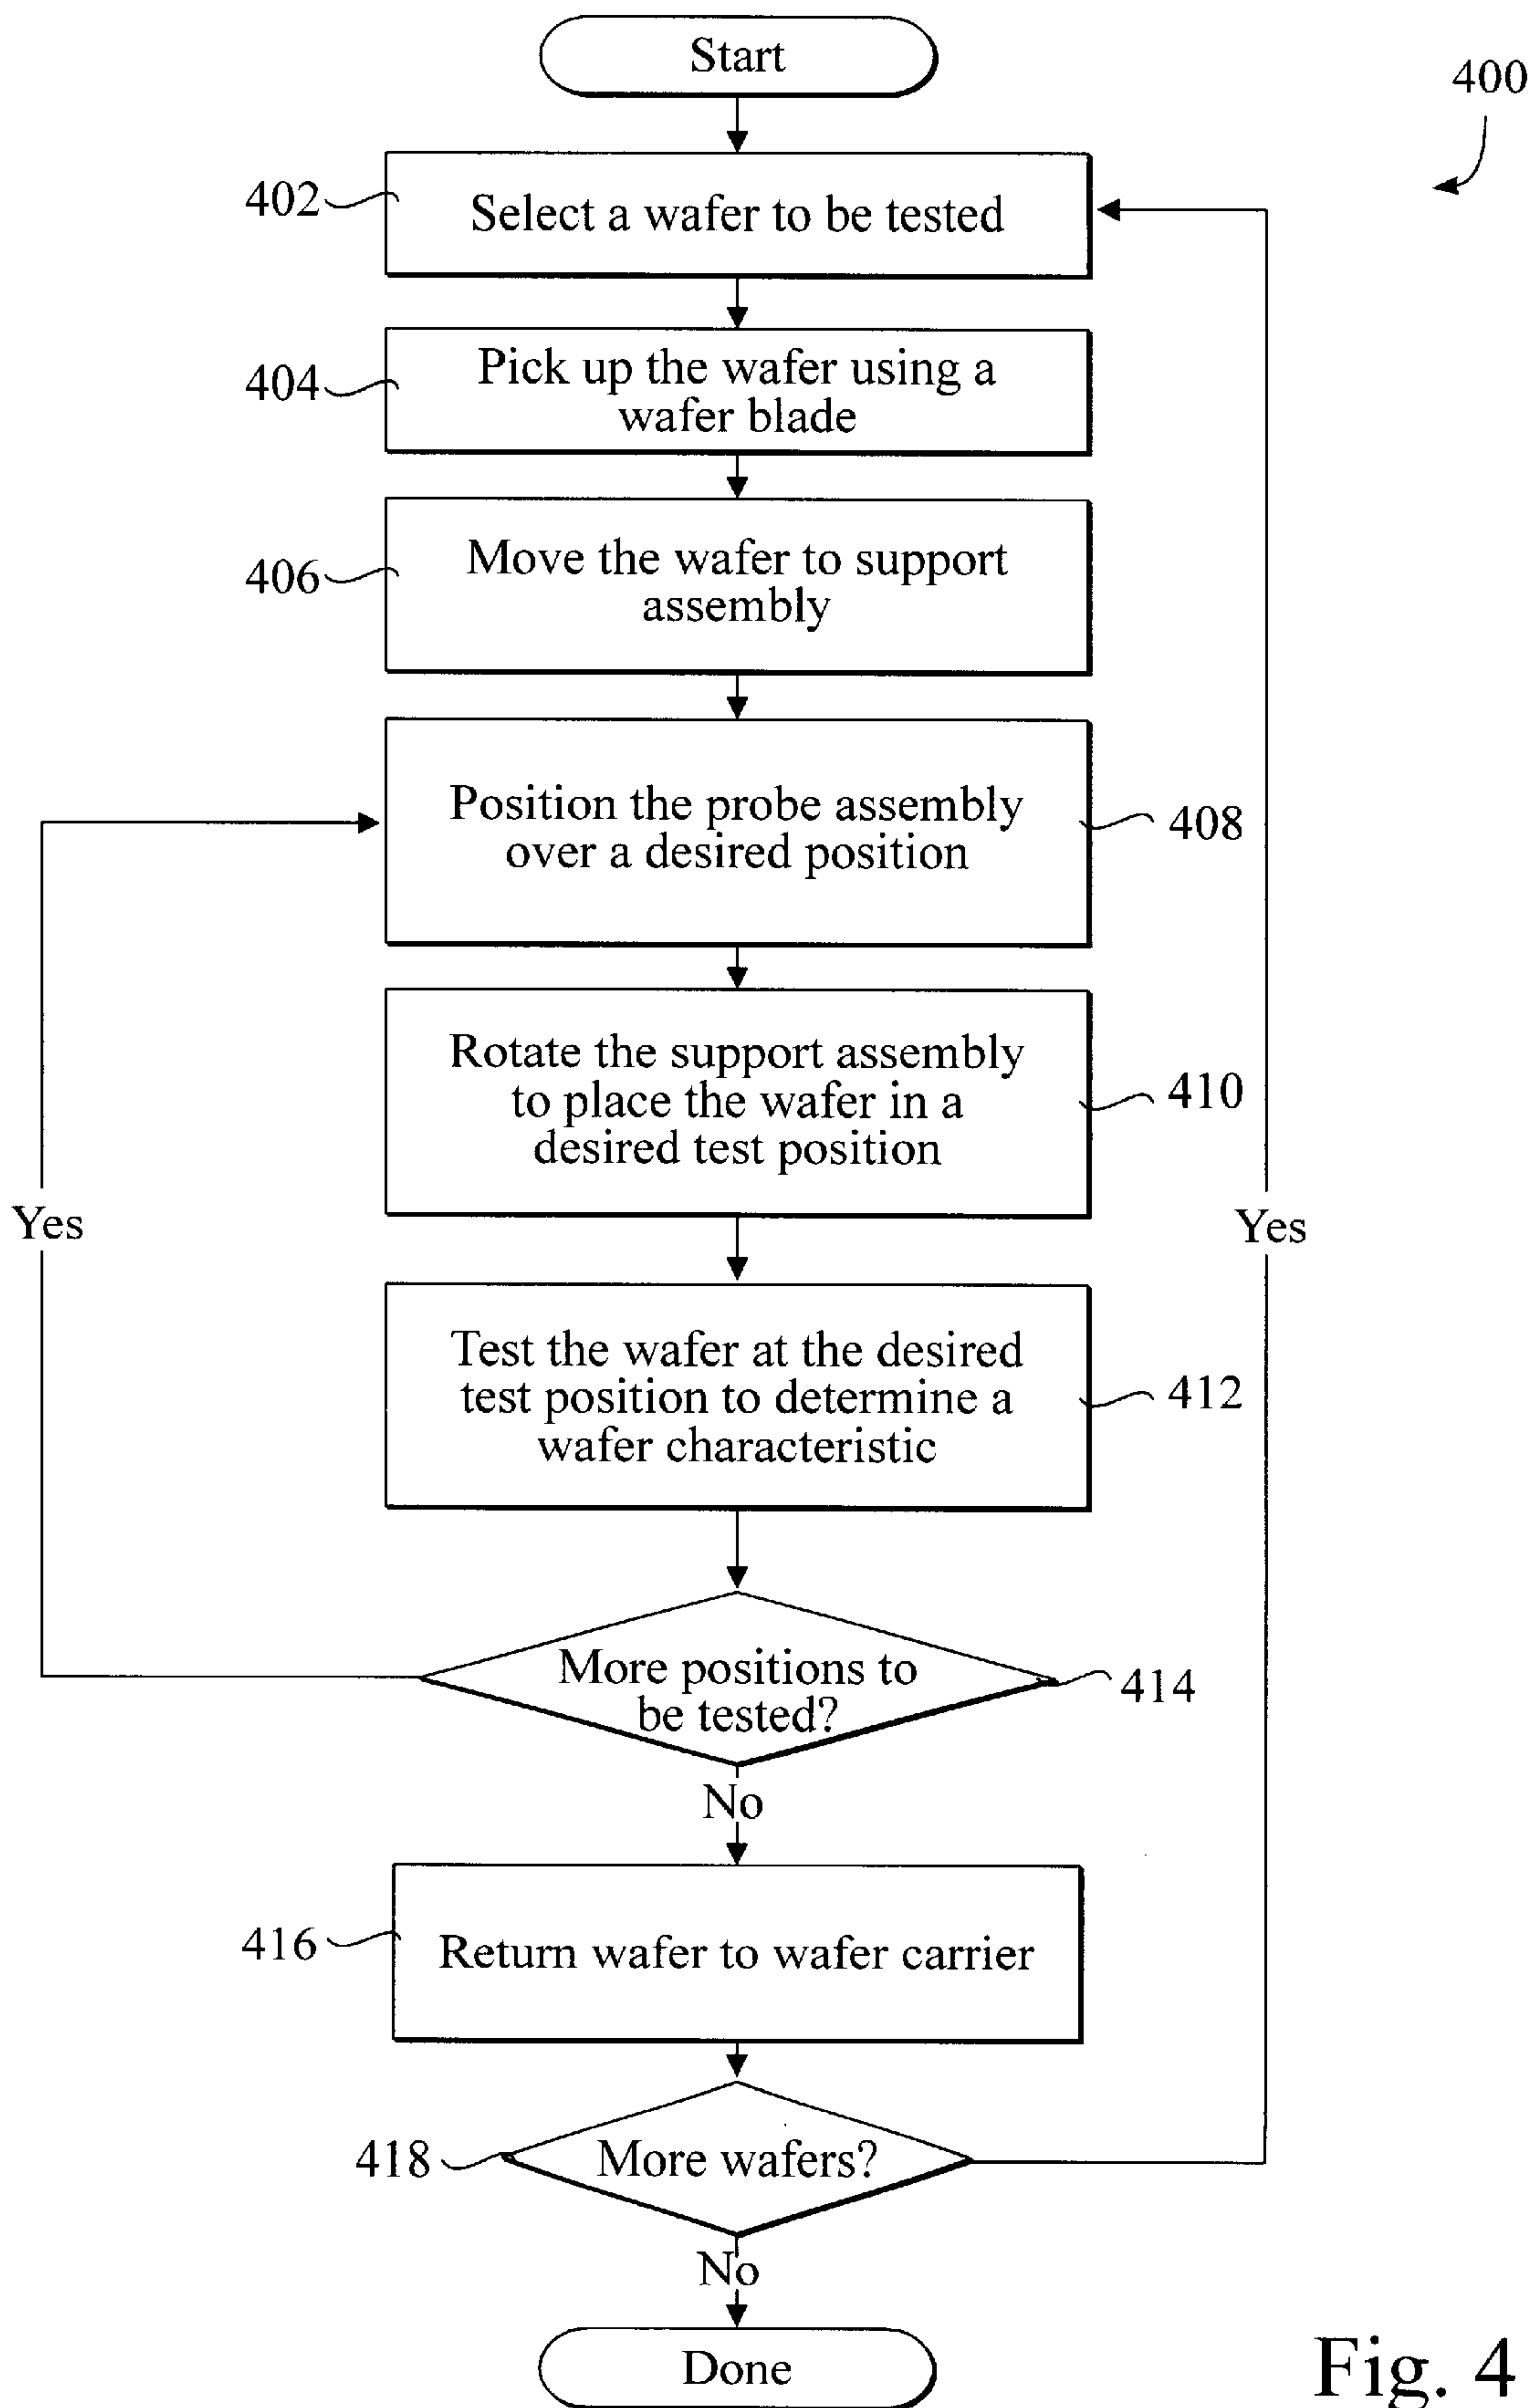 Start
400
402
Select a wafer to be tested
404
Pick up the wafer using a
wafer blade
406
Move the wafer to support
assembly
Position the probe assembly
over a desired position
408
Rotate the support assembly
to place the wafer in a
desired test position
410
Yes
Yes
Test the wafer at the desired
test position to determine a
wafer characteristic
412
More positions to
be tested?
414
No
416
Return wafer to wafer carrier
418
More wafers?
No
Done
Fig. 4